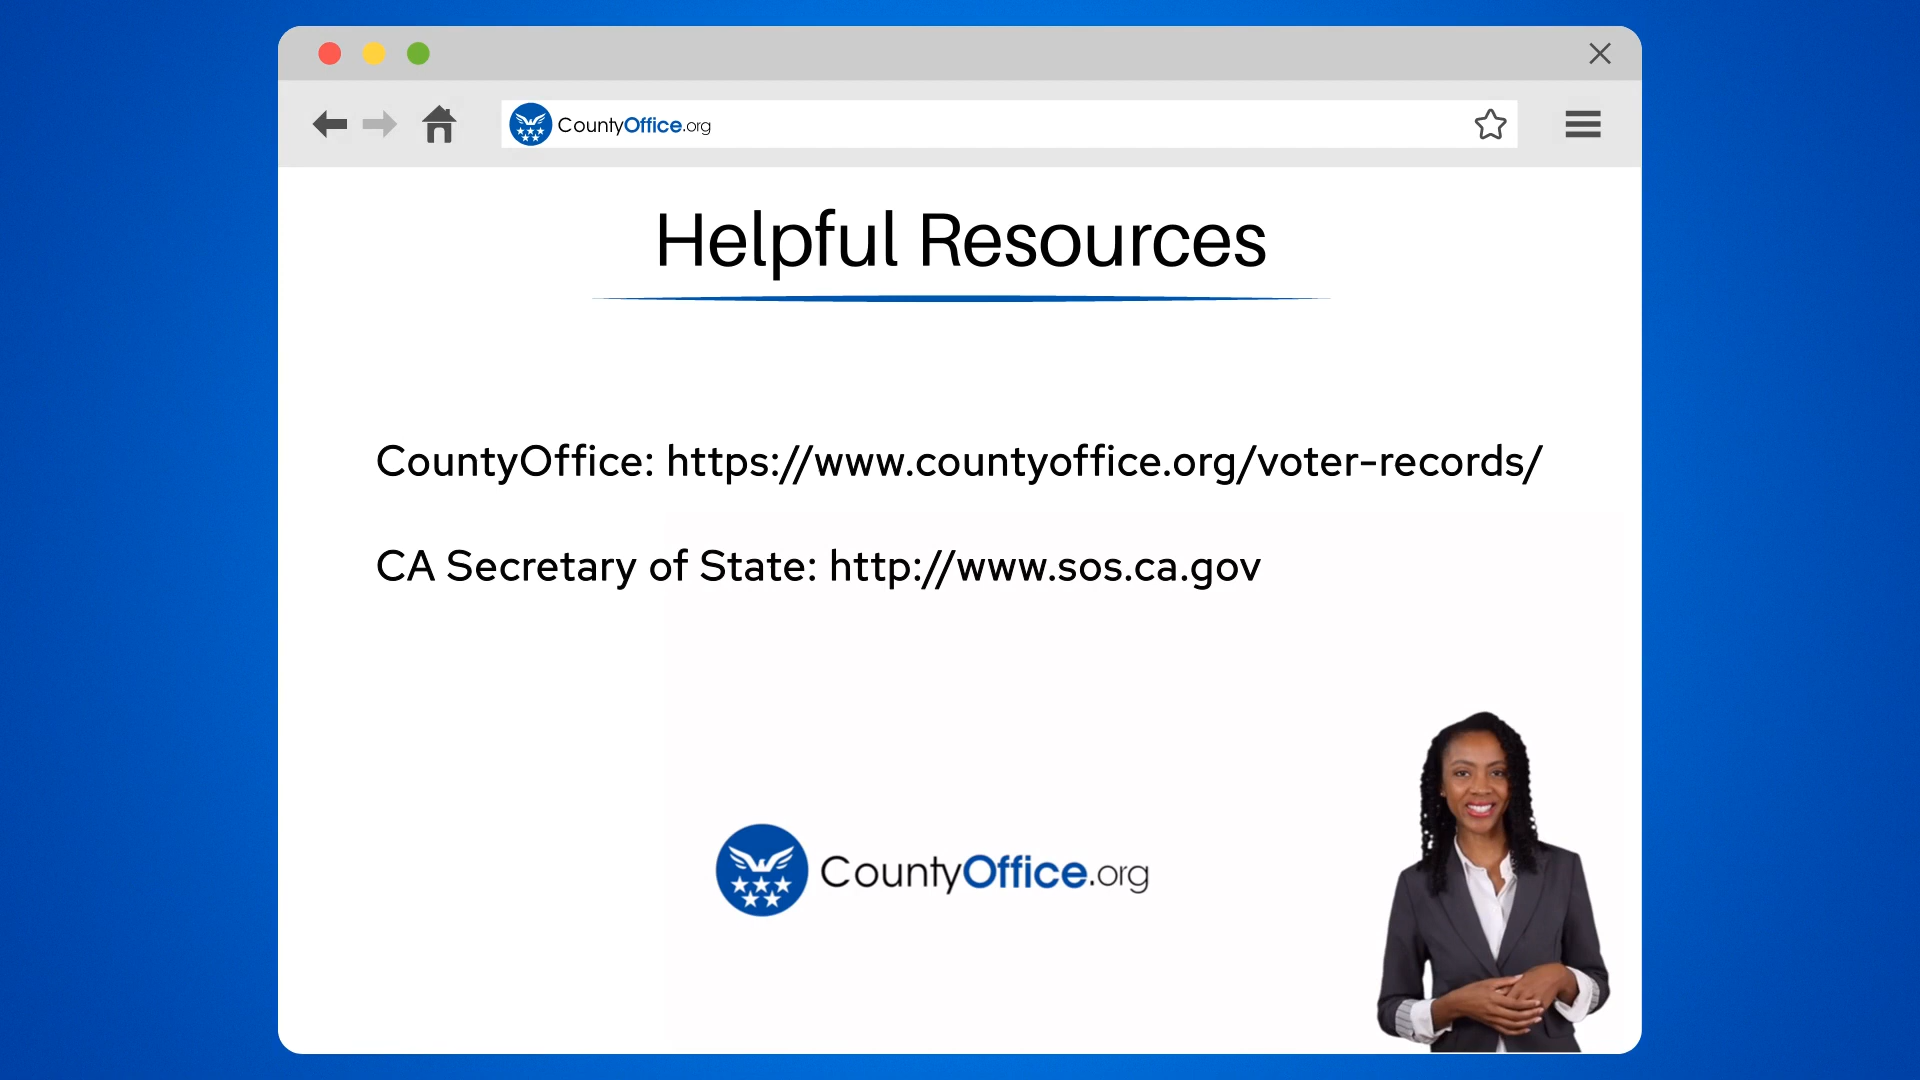 CountyOffice.org
Helpful Resources
CountyOffice: https://www.countyoffice.org/voter-records/
CA Secretary of State: http://www.sos.ca.gov
CountyOffice.org